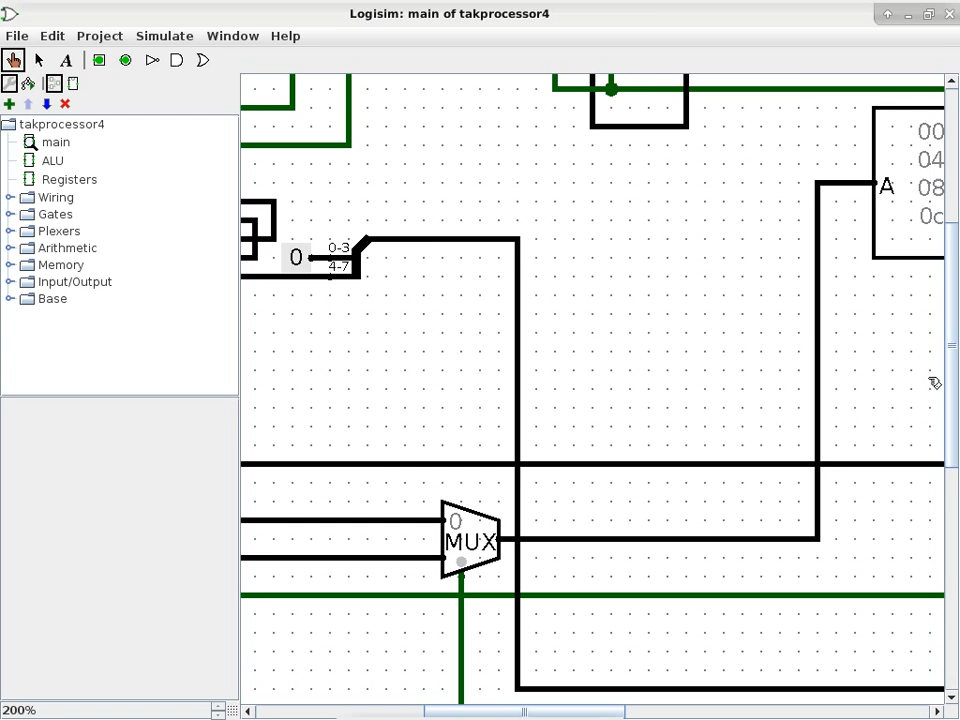 Logisim: main of takprocessor4
File Edit Project Simulate Window Help
A
takprocessor4
main
ALU
Registers
Wiring
Gates
Plexers
Arithmetic
Memory
Input/Output
Base
200%
00
04
A 08
0c
0 0-3
4-7
0
MUX